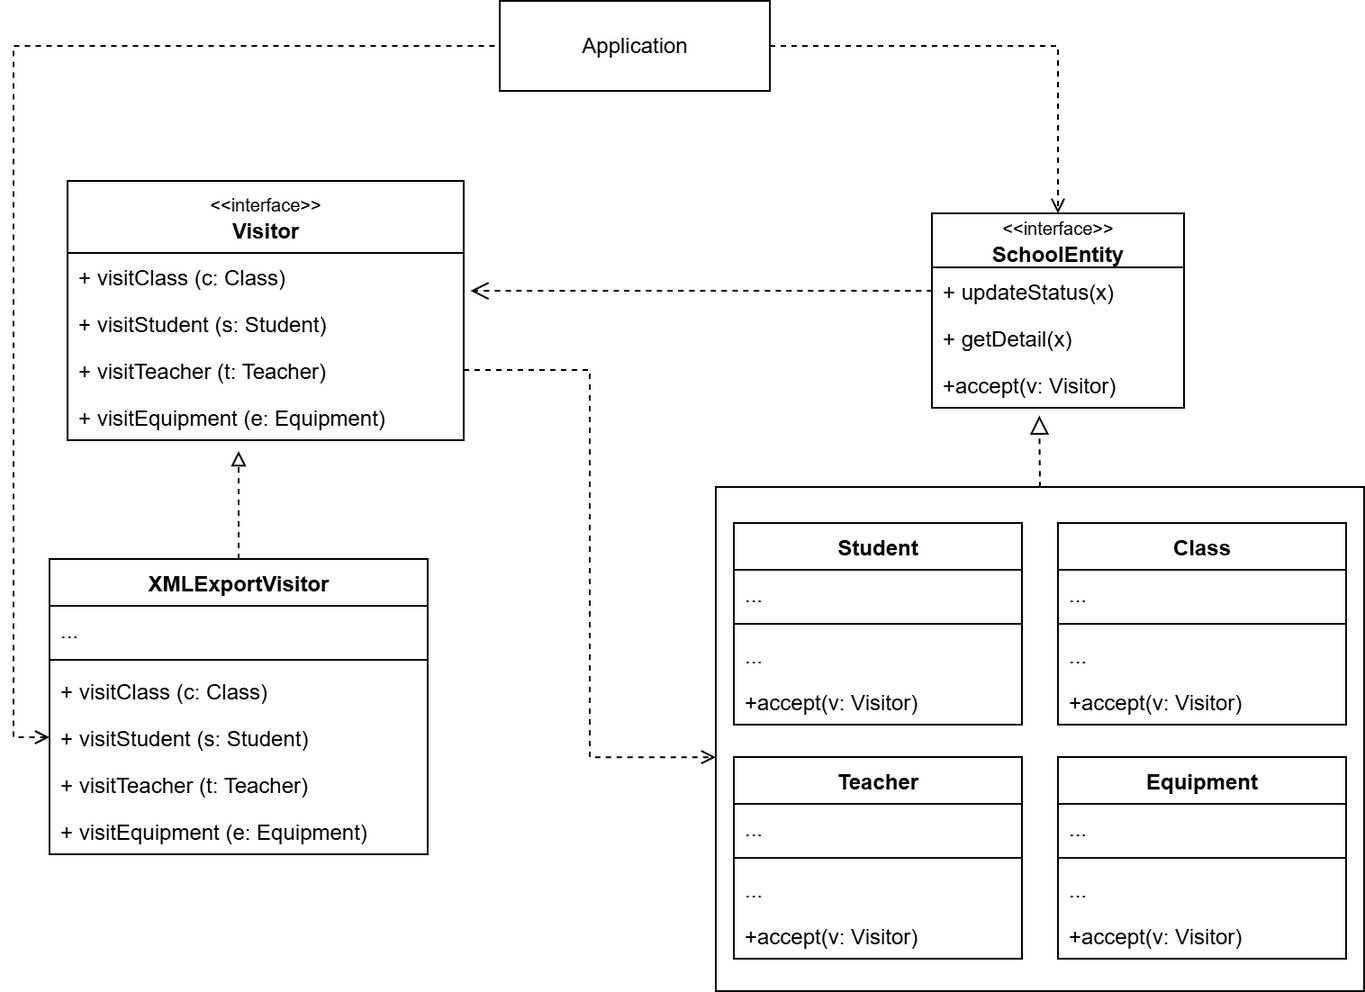 Application
<<interface>>
Visitor
+ visitClass (c: Class)
+ visitStudent (s: Student)
+ visitTeacher (t: Teacher)
+ visitEquipment (e: Equipment)
<<interface>>
SchoolEntity
+ updateStatus(x)
+ getDetail(x)
+accept(v: Visitor)
XMLExportVisitor
...
+ visitClass (c: Class)
+ visitStudent (s: Student)
+ visitTeacher (t: Teacher)
+ visitEquipment (e: Equipment)
Student
...
...
+accept(v: Visitor)
Class
...
...
+accept(v: Visitor)
Teacher
...
...
+accept(v: Visitor)
Equipment
...
...
+accept(v: Visitor)